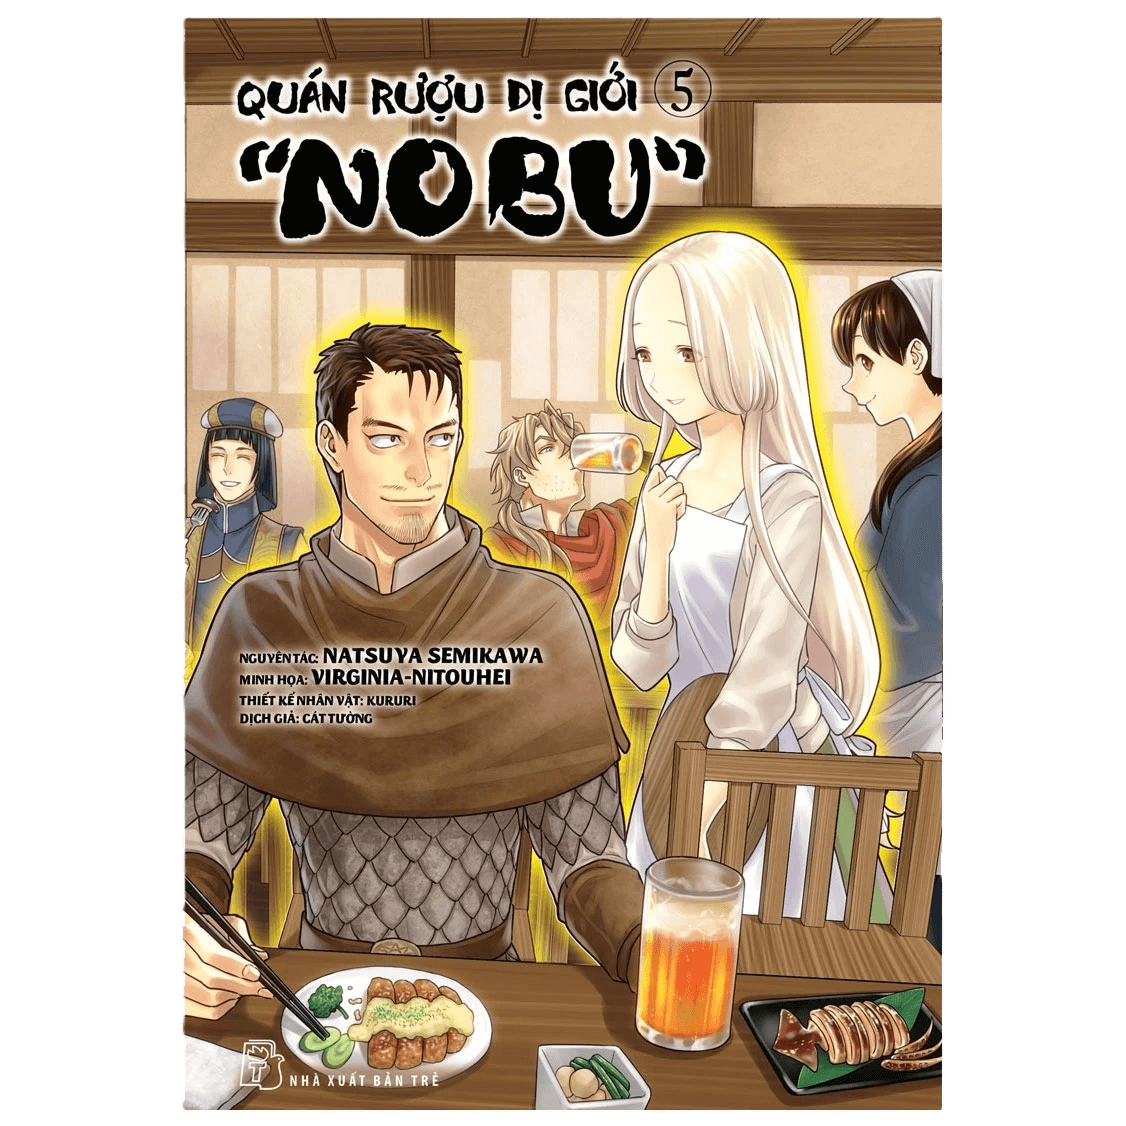 QUÁN RƯỢU DỊ GIỚI 5
“NOBU”
NGUYÊN TÁC: NATSUYA SEMIKAWA
MINH HỌA: VIRGINIA-NITOUHEI
THIẾT KẾ NHÂN VẬT: KURURI
DỊCH GIẢ: CÁT TƯỜNG
NHÀ XUẤT BẢN TRẺ